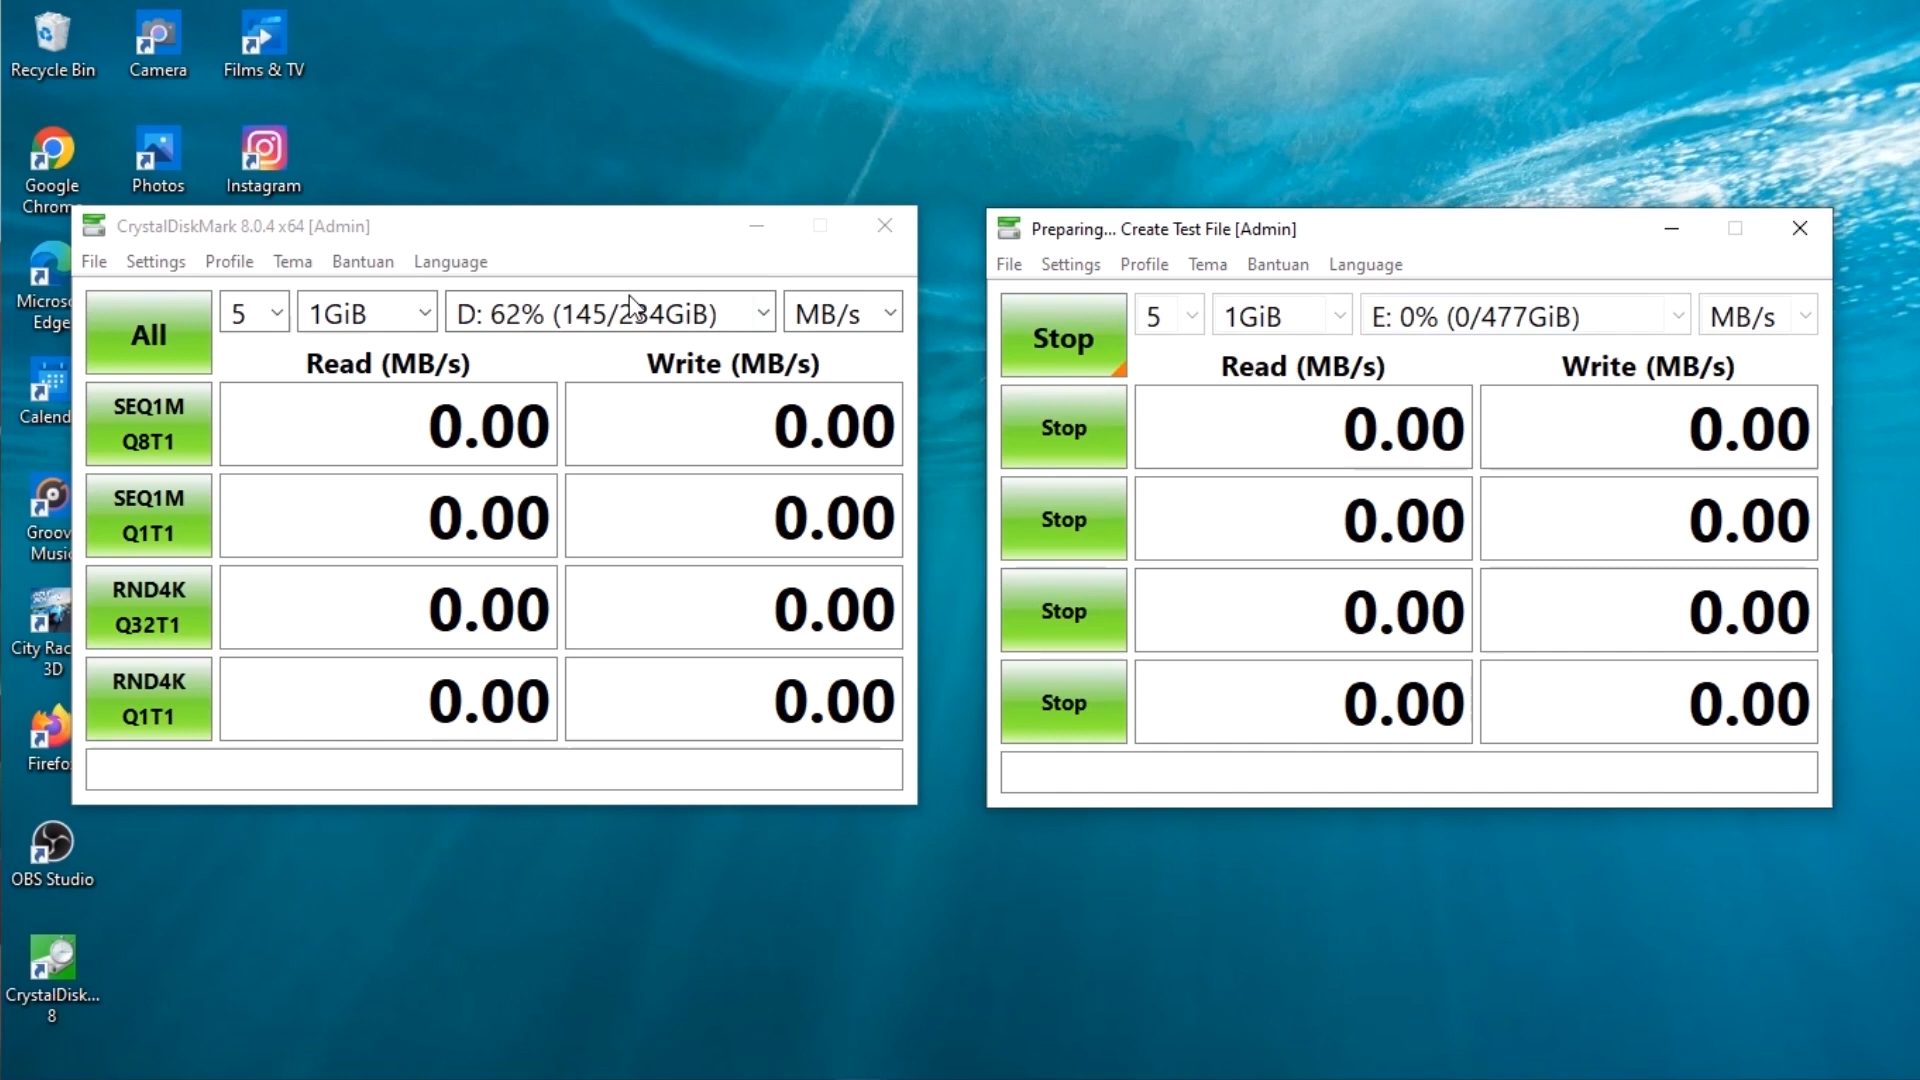 Recycle Bin
Camera
Films & TV
Google
Chrom
Photos
Instagram
Micros
Edge
Calend
Groov
Music
City Rac
3D
Firefo
OBS Studio
CrystalDisk...
8
CrystalDiskMark 8.0.4 x64 [Admin]
File Settings Profile Tema Bantuan Language
All 5 1GiB D: 62% (145/234GiB) MB/s
Read (MB/s) Write (MB/s)
SEQ1M
Q8T1
0.00 0.00
SEQ1M
Q1T1
0.00 0.00
RND4K
Q32T1
0.00 0.00
RND4K
Q1T1
0.00 0.00
Preparing... Create Test File [Admin]
File Settings Profile Tema Bantuan Language
Stop 5 1GiB E: 0% (0/477GiB) MB/s
Read (MB/s) Write (MB/s)
Stop 0.00 0.00
Stop 0.00 0.00
Stop 0.00 0.00
Stop 0.00 0.00